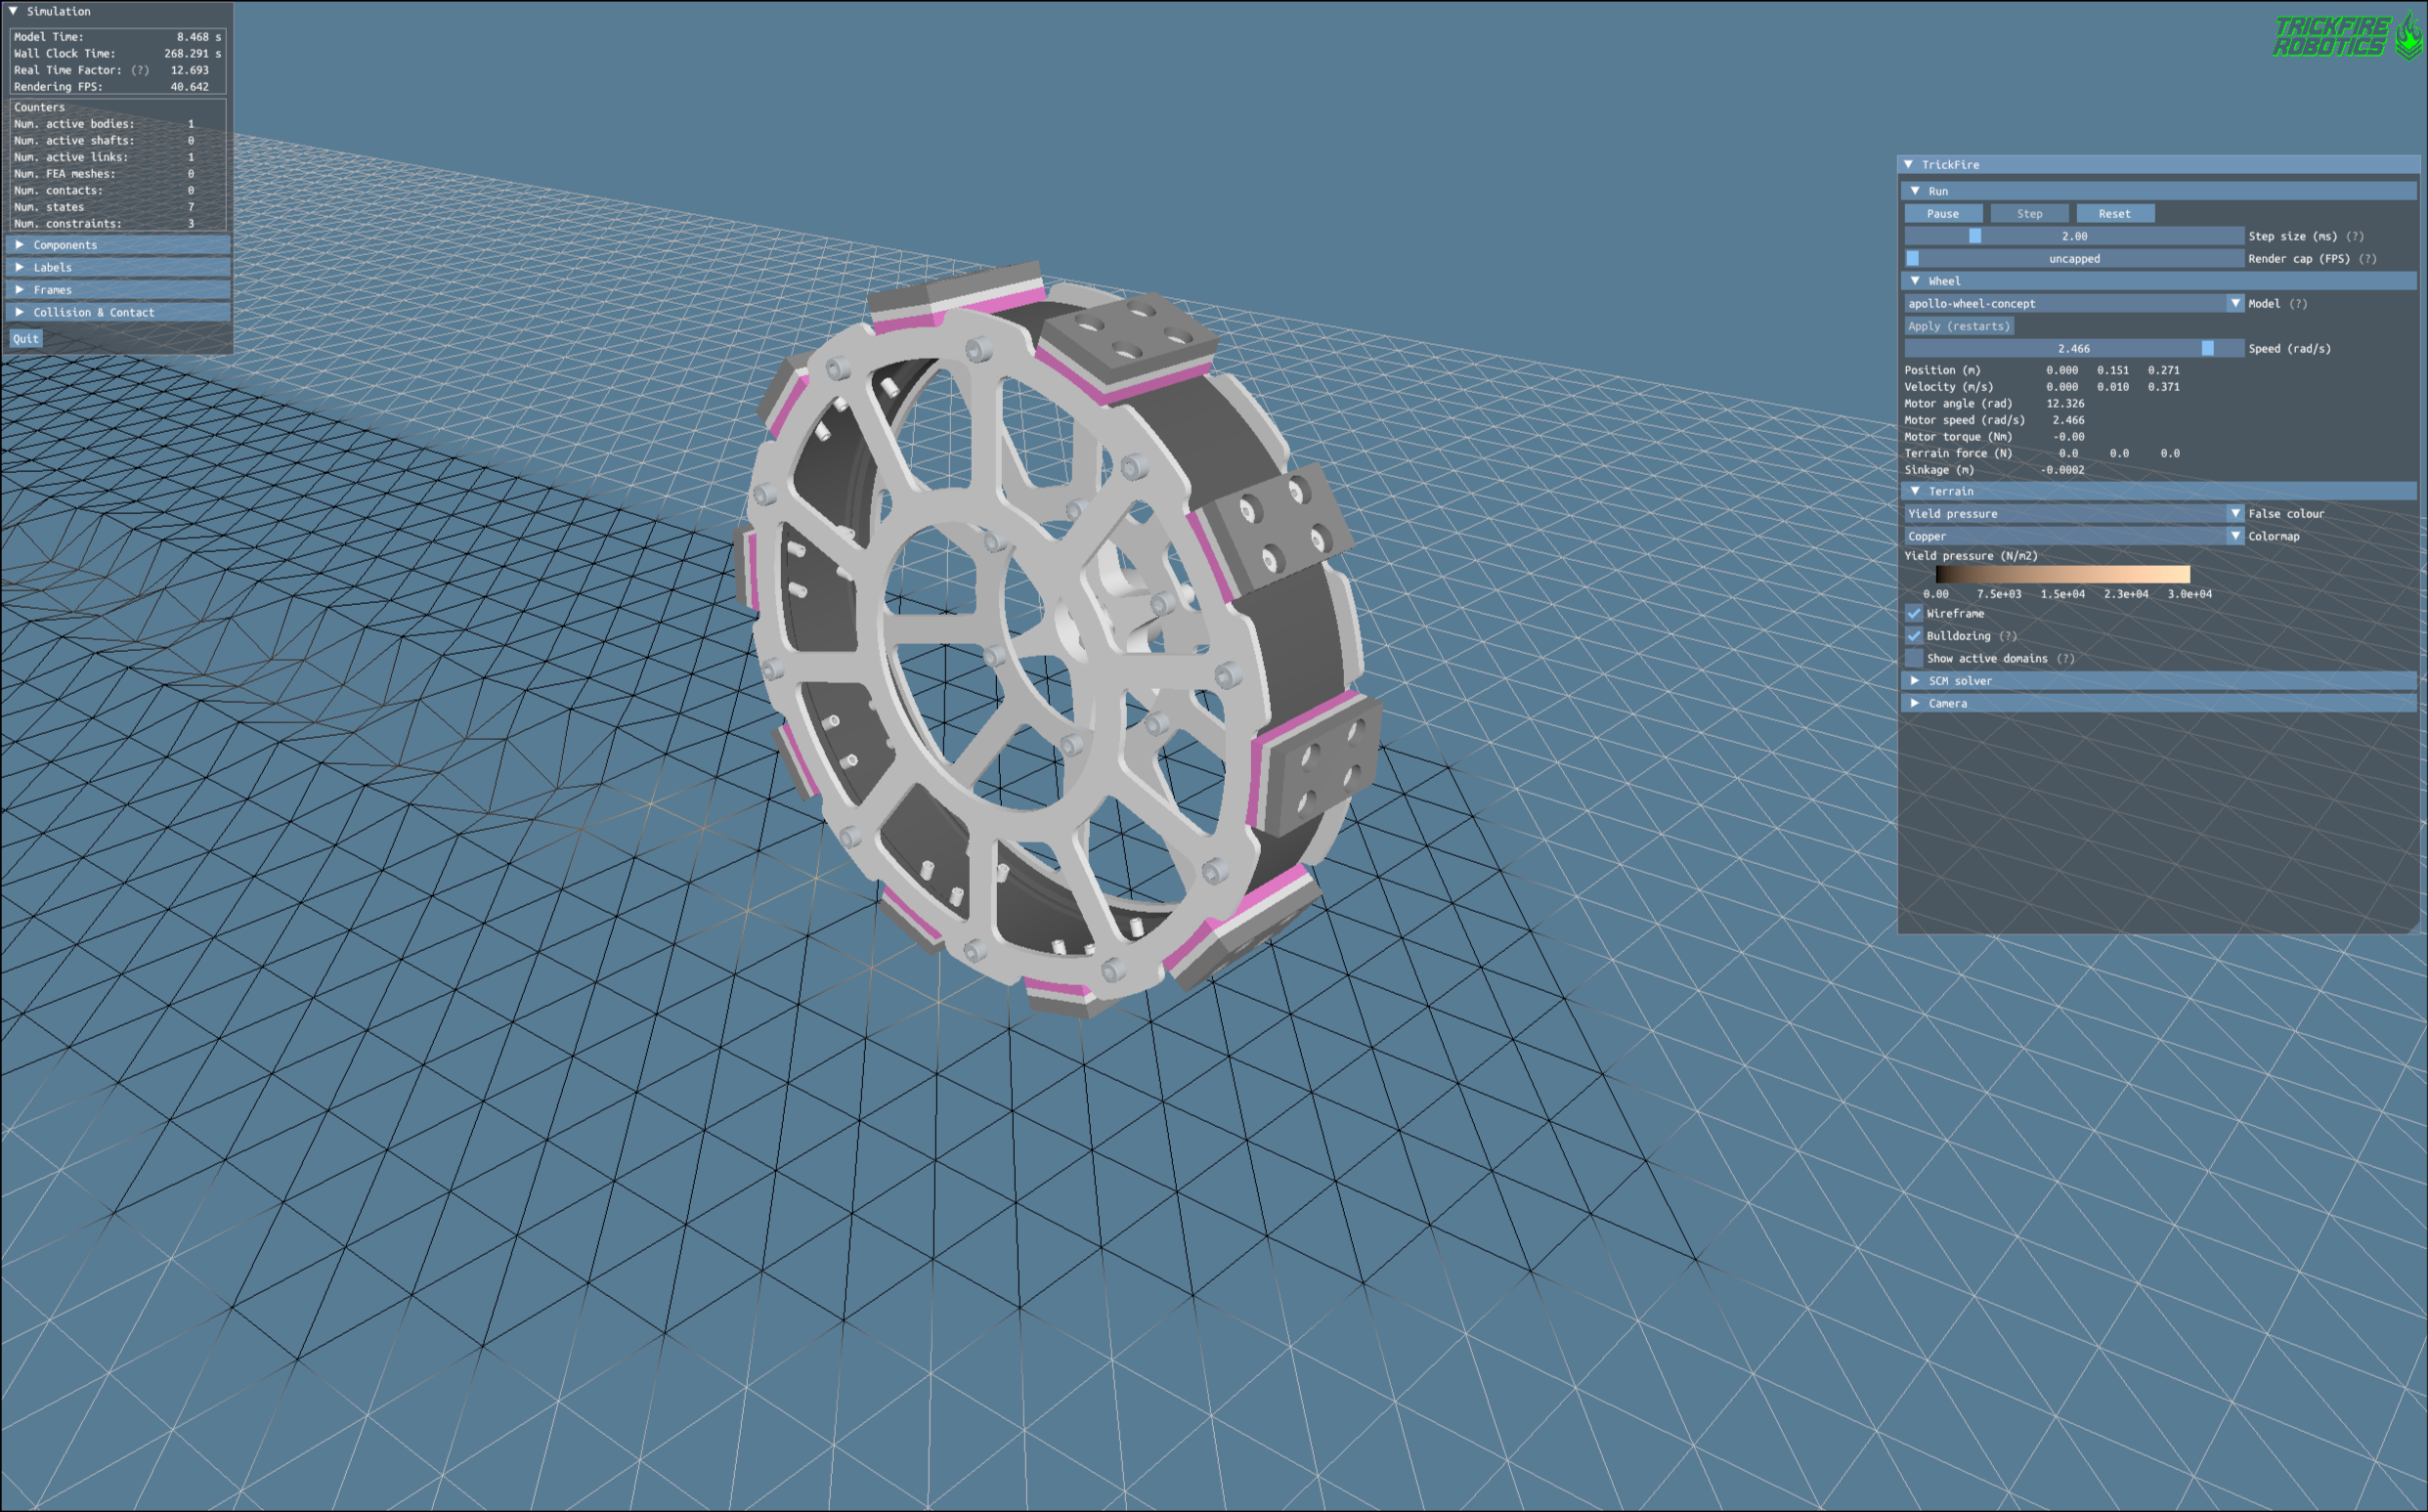 Simulation
Model Time: 8.468 s
Wall Clock Time: 268.291 s
Real Time Factor: (?) 12.693
Rendering FPS: 40.642
Counters
Num. active bodies: 1
Num. active shafts: 0
Num. active links: 1
Num. FEA meshes: 0
Num. contacts: 0
Num. states 7
Num. constraints: 3
Components
Labels
Frames
Collision & Contact
Quit
TRICKFIRE
ROBOTICS
TrickFire
Run
Pause Step Reset
2.00 Step size (ms) (?)
uncapped Render cap (FPS) (?)
Wheel
apollo-wheel-concept Model (?)
Apply (restarts)
2.466 Speed (rad/s)
Position (m) 0.000 0.151 0.271
Velocity (m/s) 0.000 0.010 0.371
Motor angle (rad) 12.326
Motor speed (rad/s) 2.466
Motor torque (Nm) -0.00
Terrain force (N) 0.0 0.0 0.0
Sinkage (m) -0.0002
Terrain
Yield pressure False colour
Copper Colormap
Yield pressure (N/m2)
0.00 7.5e+03 1.5e+04 2.3e+04 3.0e+04
Wireframe
Bulldozing (?)
Show active domains (?)
SCM solver
Camera